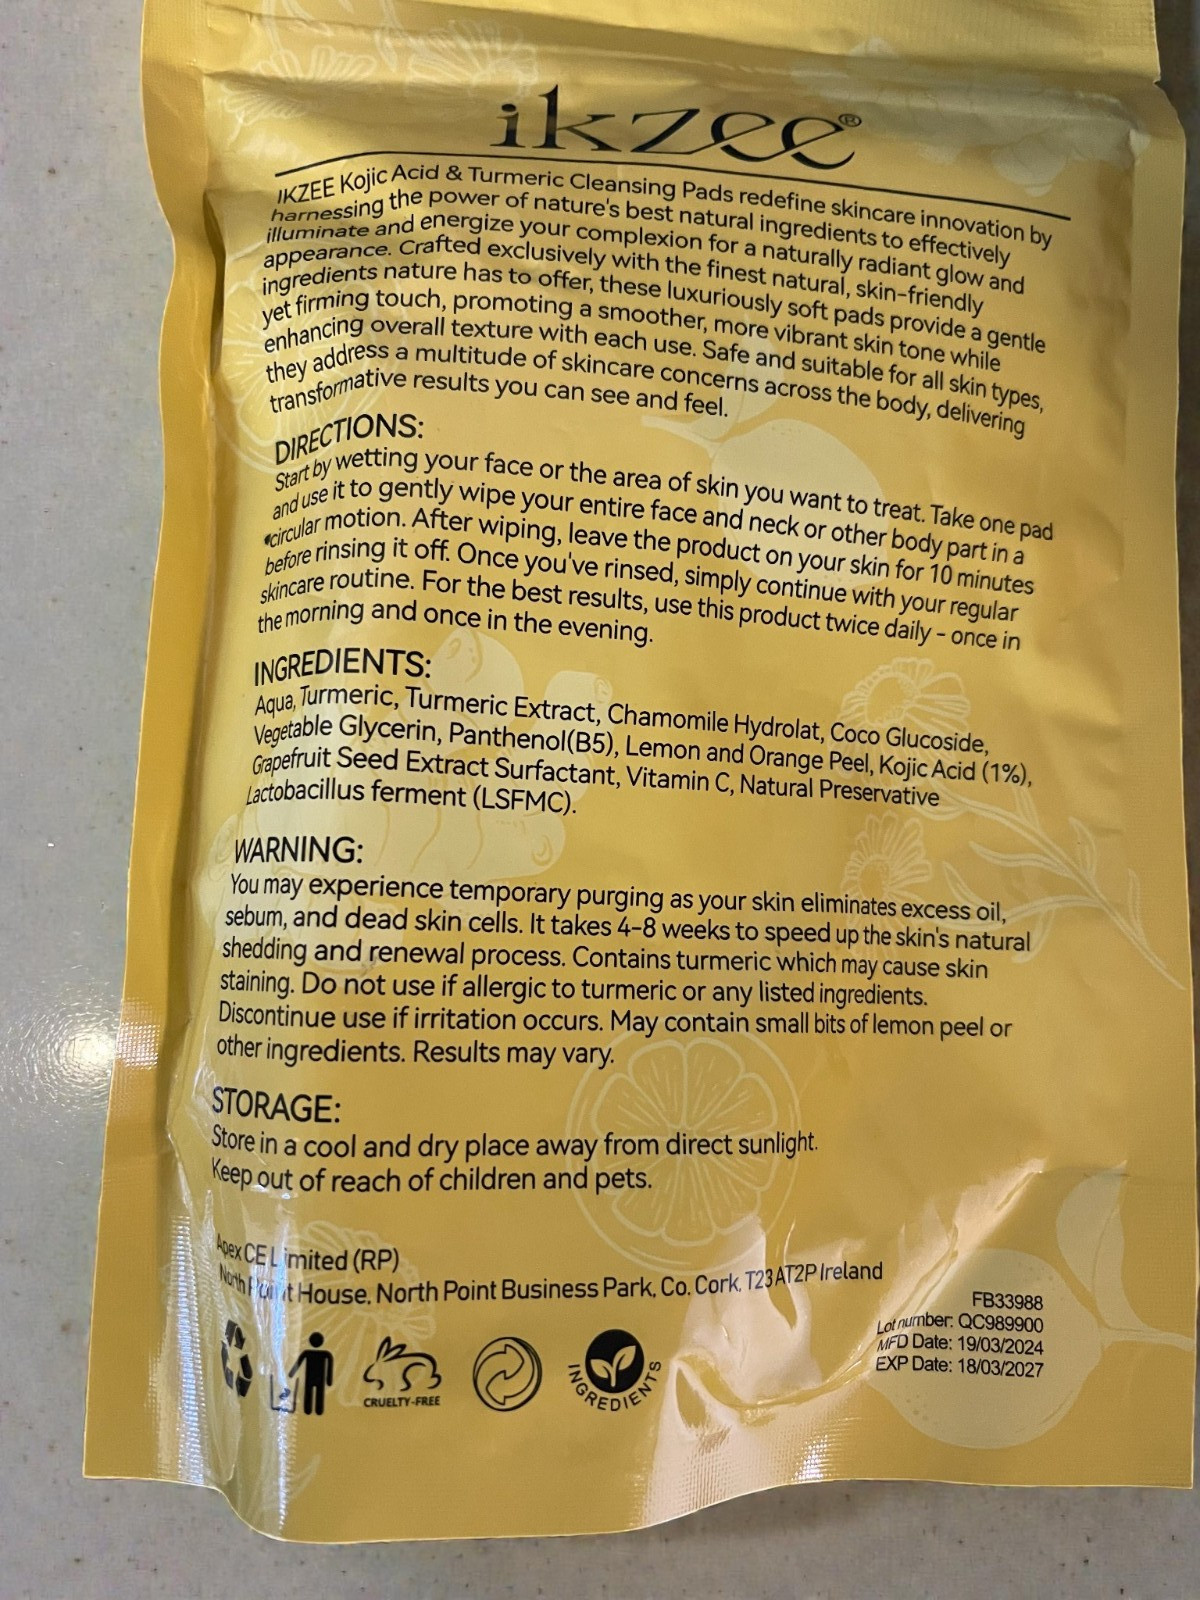 ikzee®
IKZEE Kojic Acid & Turmeric Cleansing Pads redefine skincare innovation by
harnessing the power of nature's best natural ingredients to effectively
illuminate and energize your complexion for a naturally radiant glow and
appearance. Crafted exclusively with the finest natural, skin-friendly
ingredients nature has to offer, these luxuriously soft pads provide a gentle
yet firming touch, promoting a smoother, more vibrant skin tone while
enhancing overall texture with each use. Safe and suitable for all skin types,
they address a multitude of skincare concerns across the body, delivering
transformative results you can see and feel.
DIRECTIONS:
Start by wetting your face or the area of skin you want to treat. Take one pad
and use it to gently wipe your entire face and neck or other body part in a
circular motion. After wiping, leave the product on your skin for 10 minutes
before rinsing it off. Once you've rinsed, simply continue with your regular
skincare routine. For the best results, use this product twice daily - once in
the morning and once in the evening.
INGREDIENTS:
Aqua, Turmeric, Turmeric Extract, Chamomile Hydrolat, Coco Glucoside,
Vegetable Glycerin, Panthenol(B5), Lemon and Orange Peel, Kojic Acid (1%),
Grapefruit Seed Extract Surfactant, Vitamin C, Natural Preservative
Lactobacillus ferment (LSFMC).
WARNING:
You may experience temporary purging as your skin eliminates excess oil,
sebum, and dead skin cells. It takes 4-8 weeks to speed up the skin's natural
shedding and renewal process. Contains turmeric which may cause skin
staining. Do not use if allergic to turmeric or any listed ingredients.
Discontinue use if irritation occurs. May contain small bits of lemon peel or
other ingredients. Results may vary.
STORAGE:
Store in a cool and dry place away from direct sunlight.
Keep out of reach of children and pets.
Apex CE Limited (RP)
North Point House, North Point Business Park, Co. Cork, T23 AT2P Ireland
FB33988
Lot number: QC989900
MFD Date: 19/03/2024
EXP Date: 18/03/2027
CRUELTY-FREE
INGREDIENTS